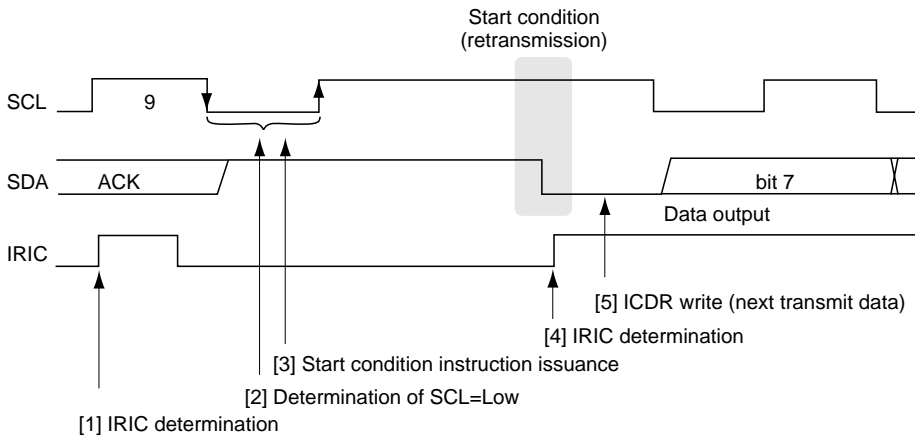 Start condition
(retransmission)
SCL
9
SDA
ACK
bit 7
Data output
IRIC
[5] ICDR write (next transmit data)
[4] IRIC determination
[3] Start condition instruction issuance
[2] Determination of SCL=Low
[1] IRIC determination